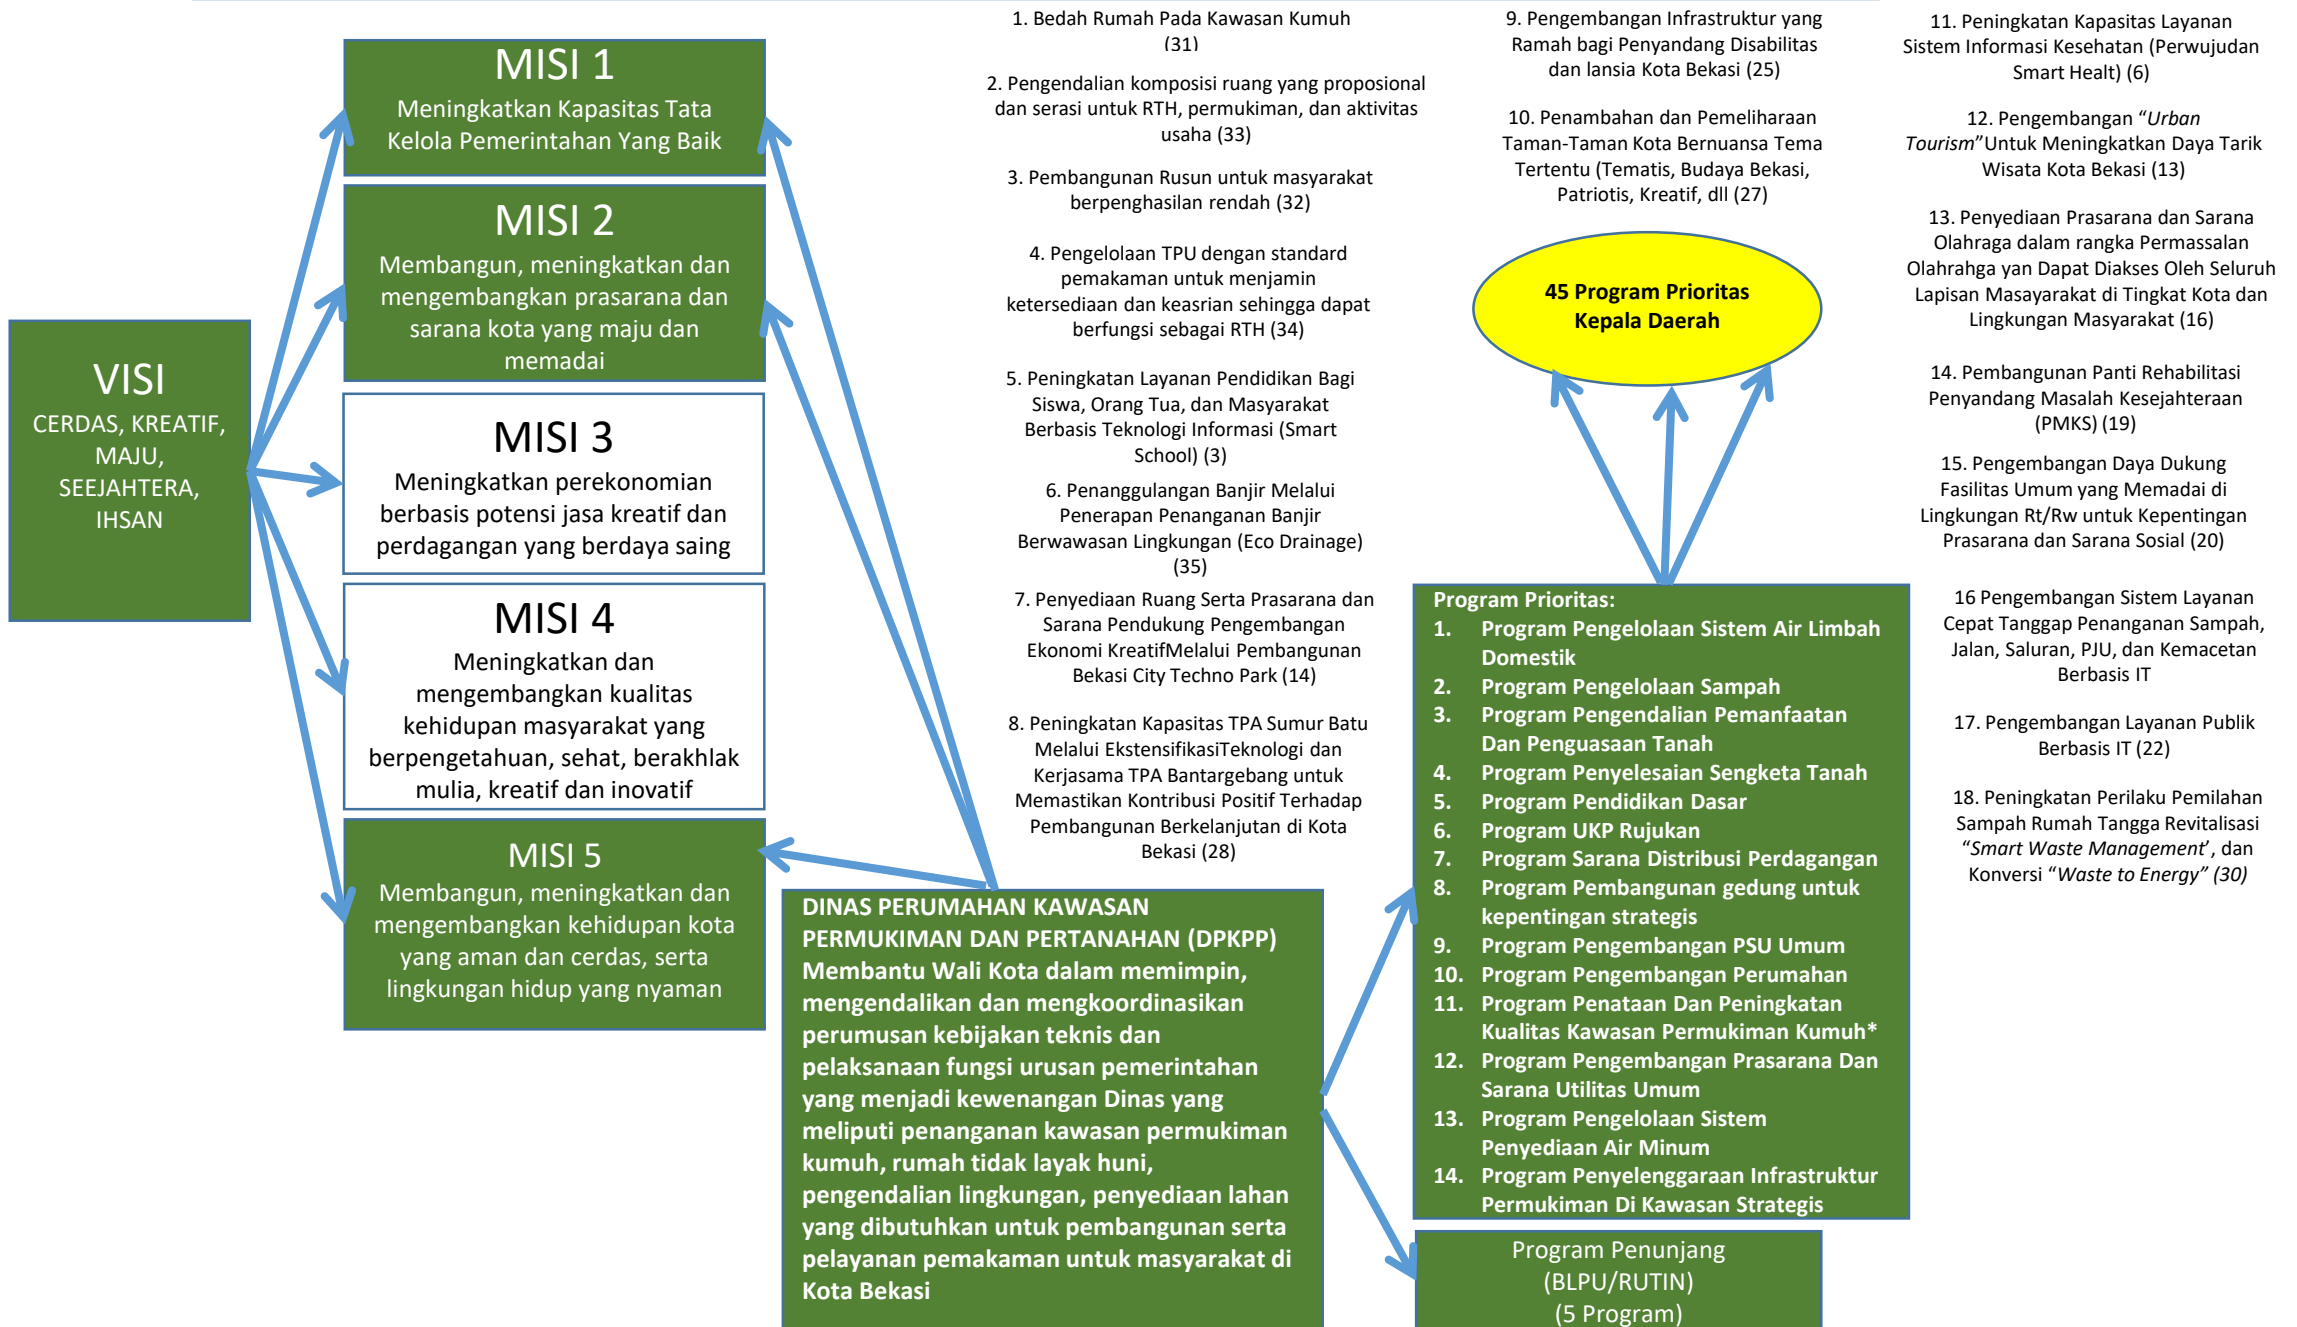 VISI
CERDAS, KREATIF,
MAJU,
SEEJAHTERA,
IHSAN
MISI 1
Meningkatkan Kapasitas Tata
Kelola Pemerintahan Yang Baik
MISI 2
Membangun, meningkatkan dan
mengembangkan prasarana dan
sarana kota yang maju dan
memadai
MISI 3
Meningkatkan perekonomian
berbasis potensi jasa kreatif dan
perdagangan yang berdaya saing
MISI 4
Meningkatkan dan
mengembangkan kualitas
kehidupan masyarakat yang
berpengetahuan, sehat, berakhlak
mulia, kreatif dan inovatif
MISI 5
Membangun, meningkatkan dan
mengembangkan kehidupan kota
yang aman dan cerdas, serta
lingkungan hidup yang nyaman
DINAS PERUMAHAN KAWASAN
PERMUKIMAN DAN PERTANAHAN (DPKPP)
Membantu Wali Kota dalam memimpin,
mengendalikan dan mengkoordinasikan
perumusan kebijakan teknis dan
pelaksanaan fungsi urusan pemerintahan
yang menjadi kewenangan Dinas yang
meliputi penanganan kawasan permukiman
kumuh, rumah tidak layak huni,
pengendalian lingkungan, penyediaan lahan
yang dibutuhkan untuk pembangunan serta
pelayanan pemakaman untuk masyarakat di
Kota Bekasi
1. Bedah Rumah Pada Kawasan Kumuh
(31)
2. Pengendalian komposisi ruang yang proposional
dan serasi untuk RTH, permukiman, dan aktivitas
usaha (33)
3. Pembangunan Rusun untuk masyarakat
berpenghasilan rendah (32)
4. Pengelolaan TPU dengan standard
pemakaman untuk menjamin
ketersediaan dan keasrian sehingga dapat
berfungsi sebagai RTH (34)
5. Peningkatan Layanan Pendidikan Bagi
Siswa, Orang Tua, dan Masyarakat
Berbasis Teknologi Informasi (Smart
School) (3)
6. Penanggulangan Banjir Melalui
Penerapan Penanganan Banjir
Berwawasan Lingkungan (Eco Drainage)
(35)
7. Penyediaan Ruang Serta Prasarana dan
Sarana Pendukung Pengembangan
Ekonomi KreatifMelalui Pembangunan
Bekasi City Techno Park (14)
8. Peningkatan Kapasitas TPA Sumur Batu
Melalui EkstensifikasiTeknologi dan
Kerjasama TPA Bantargebang untuk
Memastikan Kontribusi Positif Terhadap
Pembangunan Berkelanjutan di Kota
Bekasi (28)
9. Pengembangan Infrastruktur yang
Ramah bagi Penyandang Disabilitas
dan lansia Kota Bekasi (25)
10. Penambahan dan Pemeliharaan
Taman-Taman Kota Bernuansa Tema
Tertentu (Tematis, Budaya Bekasi,
Patriotis, Kreatif, dll (27)
45 Program Prioritas
Kepala Daerah
Program Prioritas:
1. Program Pengelolaan Sistem Air Limbah
Domestik
2. Program Pengelolaan Sampah
3. Program Pengendalian Pemanfaatan
Dan Penguasaan Tanah
4. Program Penyelesaian Sengketa Tanah
5. Program Pendidikan Dasar
6. Program UKP Rujukan
7. Program Sarana Distribusi Perdagangan
8. Program Pembangunan gedung untuk
kepentingan strategis
9. Program Pengembangan PSU Umum
10. Program Pengembangan Perumahan
11. Program Penataan Dan Peningkatan
Kualitas Kawasan Permukiman Kumuh*
12. Program Pengembangan Prasarana Dan
Sarana Utilitas Umum
13. Program Pengelolaan Sistem
Penyediaan Air Minum
14. Program Penyelenggaraan Infrastruktur
Permukiman Di Kawasan Strategis
Program Penunjang
(BLPU/RUTIN)
(5 Program)
11. Peningkatan Kapasitas Layanan
Sistem Informasi Kesehatan (Perwujudan
Smart Healt) (6)
12. Pengembangan “Urban
Tourism”Untuk Meningkatkan Daya Tarik
Wisata Kota Bekasi (13)
13. Penyediaan Prasarana dan Sarana
Olahraga dalam rangka Permassalan
Olahrahga yan Dapat Diakses Oleh Seluruh
Lapisan Masayarakat di Tingkat Kota dan
Lingkungan Masyarakat (16)
14. Pembangunan Panti Rehabilitasi
Penyandang Masalah Kesejahteraan
(PMKS) (19)
15. Pengembangan Daya Dukung
Fasilitas Umum yang Memadai di
Lingkungan Rt/Rw untuk Kepentingan
Prasarana dan Sarana Sosial (20)
16 Pengembangan Sistem Layanan
Cepat Tanggap Penanganan Sampah,
Jalan, Saluran, PJU, dan Kemacetan
Berbasis IT
17. Pengembangan Layanan Publik
Berbasis IT (22)
18. Peningkatan Perilaku Pemilahan
Sampah Rumah Tangga Revitalisasi
“Smart Waste Management’, dan
Konversi “Waste to Energy” (30)